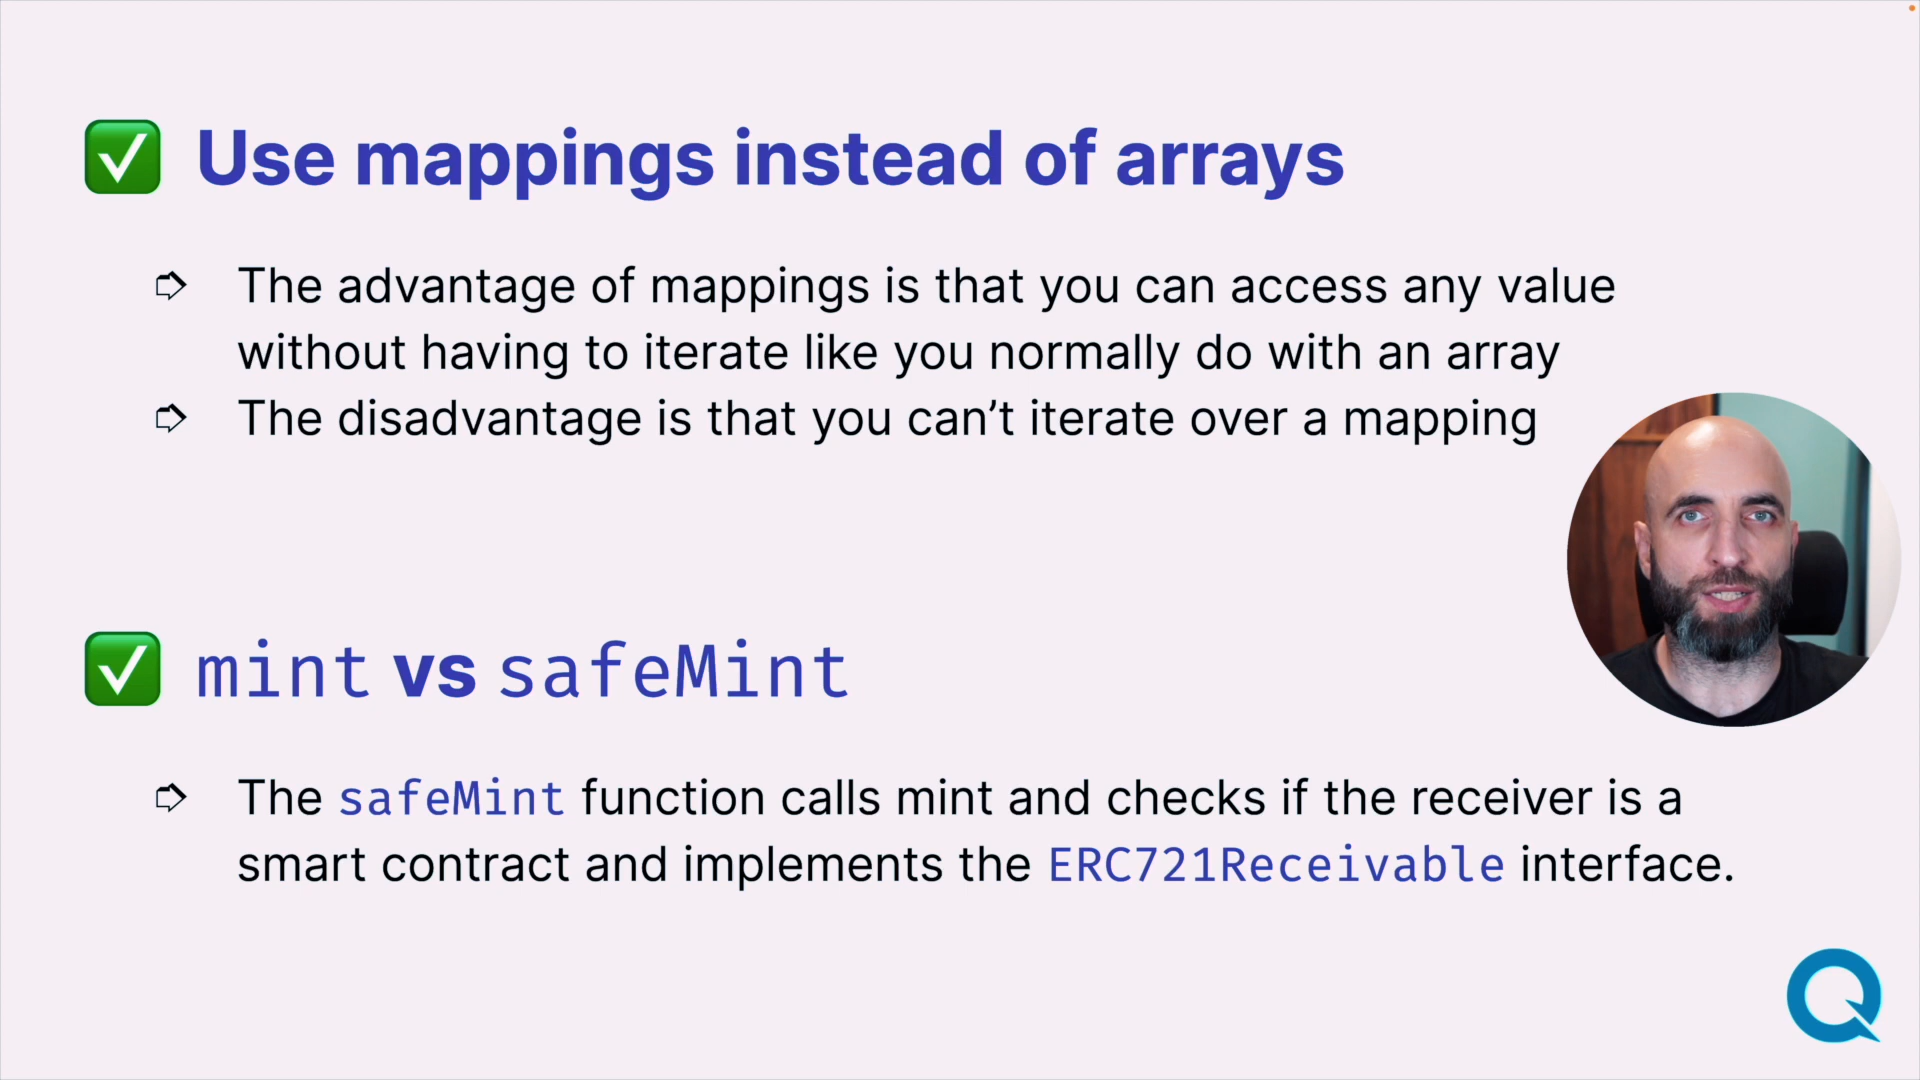 ✅ Use mappings instead of arrays
➩ The advantage of mappings is that you can access any value
without having to iterate like you normally do with an array
➩ The disadvantage is that you can’t iterate over a mapping
✅ mint vs safeMint
➩ The safeMint function calls mint and checks if the receiver is a
smart contract and implements the ERC721Receivable interface.